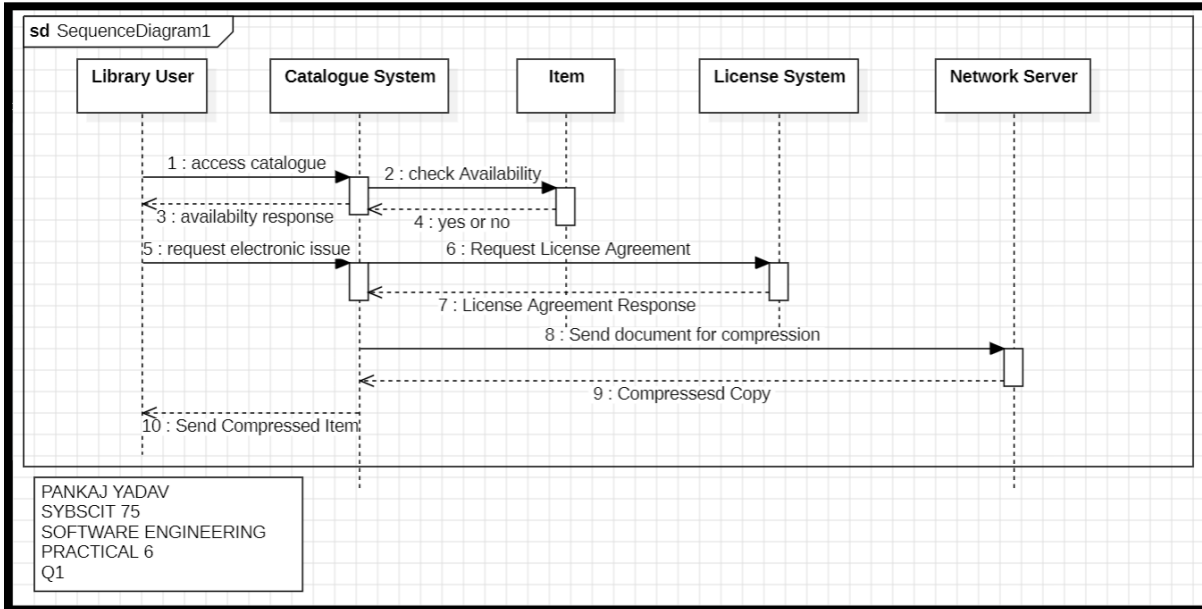 sd SequenceDiagram1
Library User
Catalogue System
Item
License System
Network Server
1 : access catalogue
2 : check Availability
3 : availabilty response
4 : yes or no
5 : request electronic issue
6 : Request License Agreement
7 : License Agreement Response
8 : Send document for compression
9 : Compressesd Copy
10 : Send Compressed Item
PANKAJ YADAV
SYBSCIT 75
SOFTWARE ENGINEERING
PRACTICAL 6
Q1